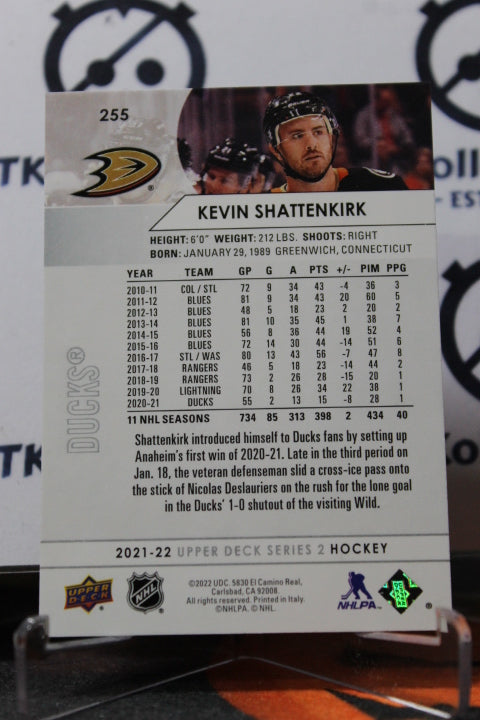 255
KEVIN SHATTENKIRK
HEIGHT: 6'0" WEIGHT: 212 LBS. SHOOTS: RIGHT
BORN: JANUARY 29, 1989 GREENWICH, CONNECTICUT
YEAR TEAM GP G A PTS +/- PIM PPG
2010-11 COL / STL 72 9 34 43 -4 36 3
2011-12 BLUES 81 9 34 43 20 60 5
2012-13 BLUES 48 5 18 23 2 20 2
2013-14 BLUES 81 10 35 45 1 38 7
2014-15 BLUES 56 8 36 44 19 52 4
2015-16 BLUES 72 14 30 44 -14 51 6
2016-17 STL / WAS 80 13 43 56 -7 47 8
2017-18 RANGERS 46 5 18 23 -14 44 2
2018-19 RANGERS 73 2 26 28 -15 20 1
2019-20 LIGHTNING 70 8 26 34 22 38 1
2020-21 DUCKS 55 2 13 15 -8 28 1
11 NHL SEASONS 734 85 313 398 2 434 40
DUCKS®
Shattenkirk introduced himself to Ducks fans by setting up
Anaheim's first win of 2020-21. Late in the third period on
Jan. 18, the veteran defenseman slid a cross-ice pass onto
the stick of Nicolas Deslauriers on the rush for the lone goal
in the Ducks' 1-0 shutout of the visiting Wild.
2021-22 UPPER DECK SERIES 2 HOCKEY
UPPER DECK
NHL
©2022 UDC. 5830 El Camino Real,
Carlsbad, CA 92008.
All rights reserved. Printed in Italy.
©NHLPA. © NHL.
NHLPA